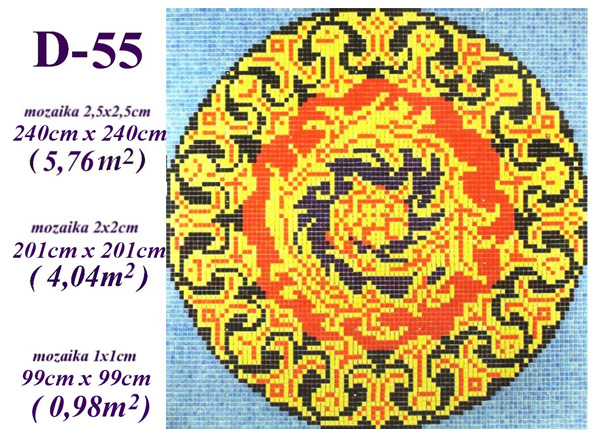 D-55
mozaika 2,5x2,5cm
240cm x 240cm
( 5,76m2 )
mozaika 2x2cm
201cm x 201cm
( 4,04m2 )
mozaika 1x1cm
99cm x 99cm
( 0,98m2 )